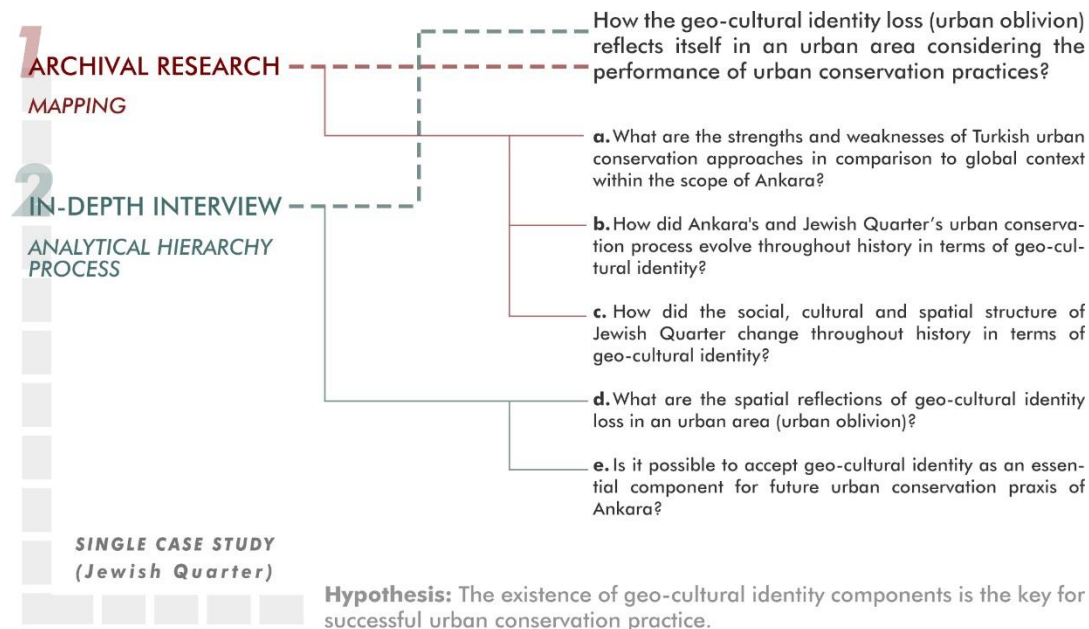 1
ARCHIVAL RESEARCH
MAPPING
2
IN-DEPTH INTERVIEW
ANALYTICAL HIERARCHY
PROCESS
SINGLE CASE STUDY
(Jewish Quarter)
How the geo-cultural identity loss (urban oblivion)
reflects itself in an urban area considering the
performance of urban conservation practices?
a. What are the strengths and weaknesses of Turkish urban
conservation approaches in comparison to global context
within the scope of Ankara?
b. How did Ankara's and Jewish Quarter's urban conserva-
tion process evolve throughout history in terms of geo-cul-
tural identity?
c. How did the social, cultural and spatial structure of
Jewish Quarter change throughout history in terms of
geo-cultural identity?
d. What are the spatial reflections of geo-cultural identity
loss in an urban area (urban oblivion)?
e. Is it possible to accept geo-cultural identity as an essen-
tial component for future urban conservation praxis of
Ankara?
Hypothesis: The existence of geo-cultural identity components is the key for
successful urban conservation practice.